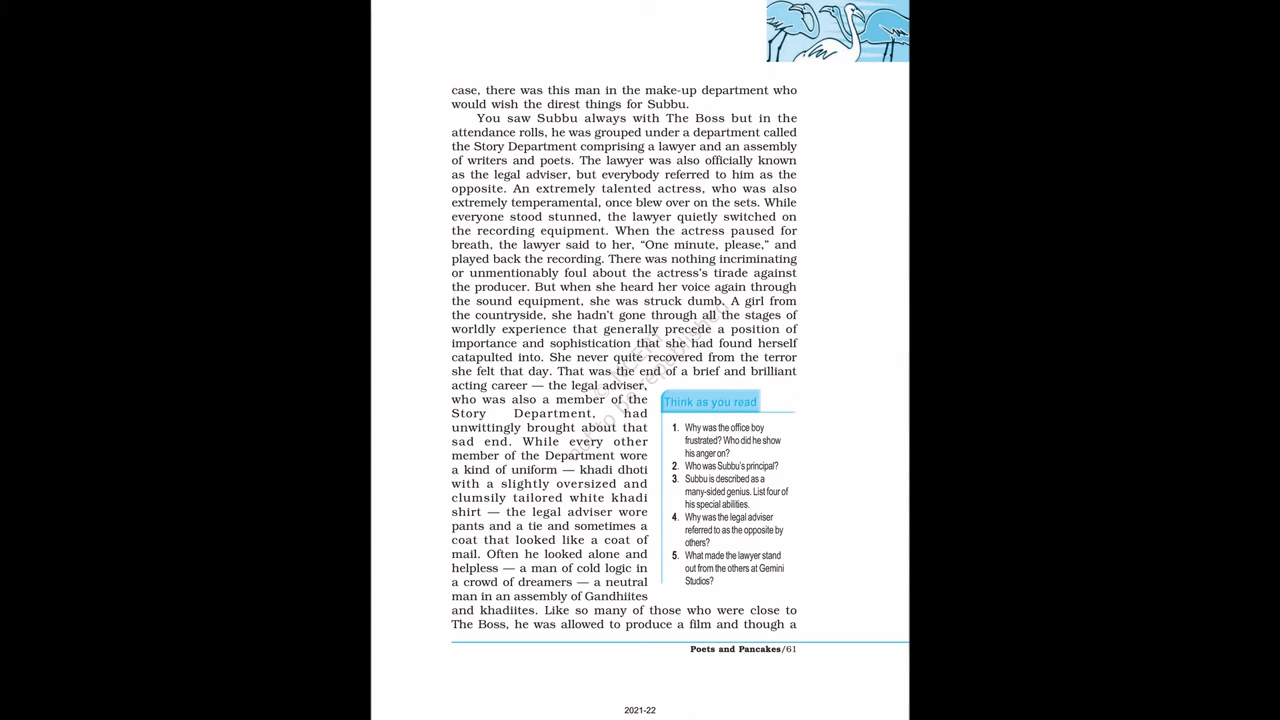 case, there was this man in the make-up department who
would wish the direst things for Subbu.
You saw Subbu always with The Boss but in the
attendance rolls, he was grouped under a department called
the Story Department comprising a lawyer and an assembly
of writers and poets. The lawyer was also officially known
as the legal adviser, but everybody referred to him as the
opposite. An extremely talented actress, who was also
extremely temperamental, once blew over on the sets. While
everyone stood stunned, the lawyer quietly switched on
the recording equipment. When the actress paused for
breath, the lawyer said to her, “One minute, please,” and
played back the recording. There was nothing incriminating
or unmentionably foul about the actress’s tirade against
the producer. But when she heard her voice again through
the sound equipment, she was struck dumb. A girl from
the countryside, she hadn’t gone through all the stages of
worldly experience that generally precede a position of
importance and sophistication that she had found herself
catapulted into. She never quite recovered from the terror
she felt that day. That was the end of a brief and brilliant
acting career — the legal adviser,
who was also a member of the
Story Department, had
unwittingly brought about that
sad end. While every other
member of the Department wore
a kind of uniform — khadi dhoti
with a slightly oversized and
clumsily tailored white khadi
shirt — the legal adviser wore
pants and a tie and sometimes a
coat that looked like a coat of
mail. Often he looked alone and
helpless — a man of cold logic in
a crowd of dreamers — a neutral
man in an assembly of Gandhiites
and khadiites. Like so many of those who were close to
The Boss, he was allowed to produce a film and though a
Think as you read
1. Why was the office boy
frustrated? Who did he show
his anger on?
2. Who was Subbu’s principal?
3. Subbu is described as a
many-sided genius. List four of
his special abilities.
4. Why was the legal adviser
referred to as the opposite by
others?
5. What made the lawyer stand
out from the others at Gemini
Studios?
© NCERT
not to be republished
Poets and Pancakes/61
2021-22